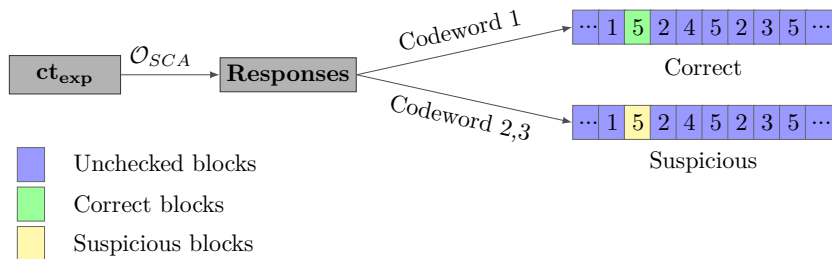 Codeword 1
··· 1 5 2 4 5 2 3 5 ···
Correct
ct_exp
O_SCA
Responses
Codeword 2,3
··· 1 5 2 4 5 2 3 5 ···
Suspicious
Unchecked blocks
Correct blocks
Suspicious blocks